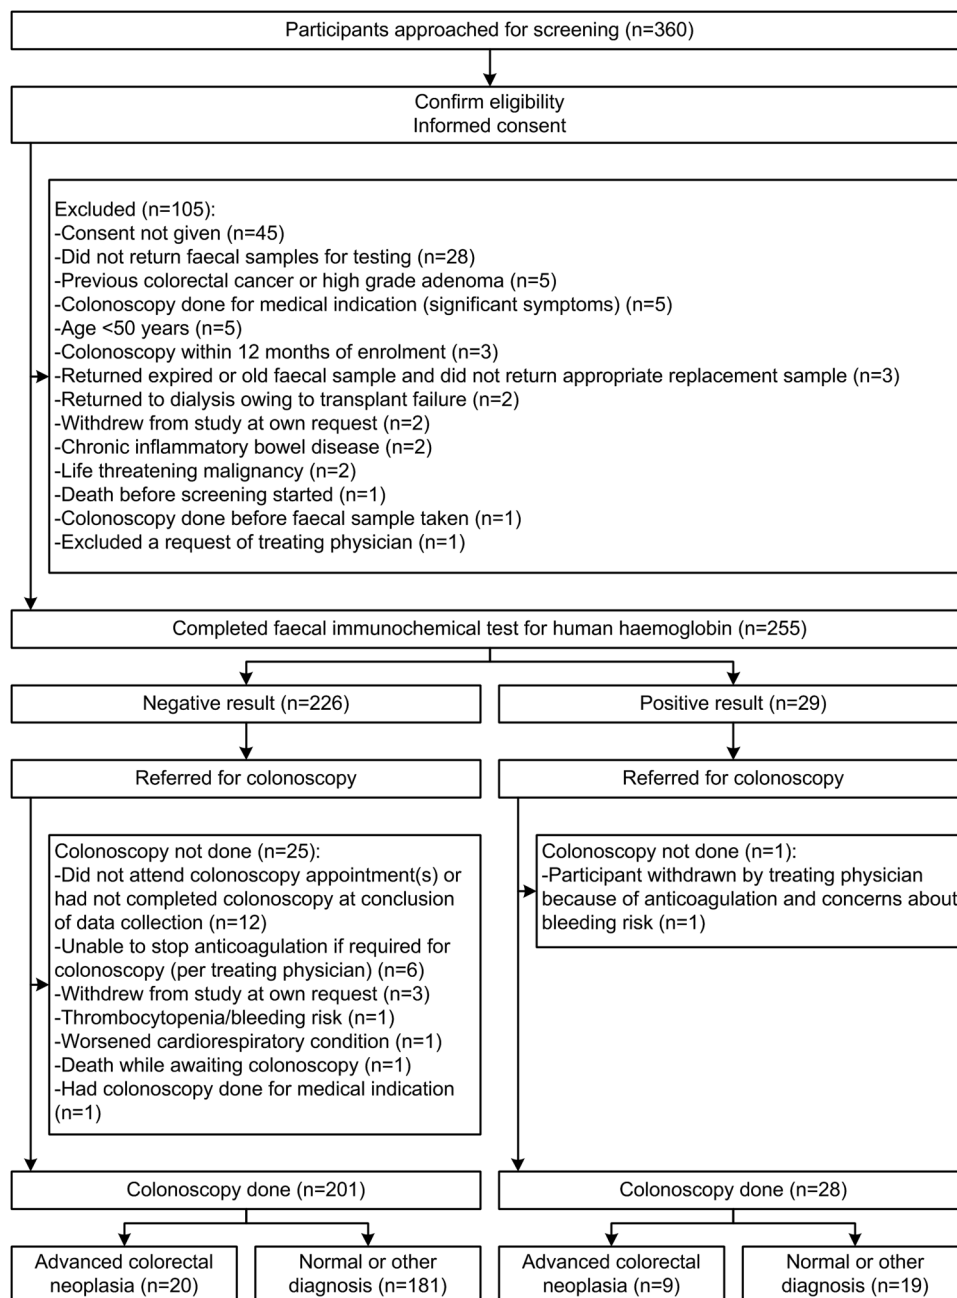 Participants approached for screening (n=360)
Confirm eligibility
Informed consent
Excluded (n=105):
-Consent not given (n=45)
-Did not return faecal samples for testing (n=28)
-Previous colorectal cancer or high grade adenoma (n=5)
-Colonoscopy done for medical indication (significant symptoms) (n=5)
-Age <50 years (n=5)
-Colonoscopy within 12 months of enrolment (n=3)
-Returned expired or old faecal sample and did not return appropriate replacement sample (n=3)
-Returned to dialysis owing to transplant failure (n=2)
-Withdrew from study at own request (n=2)
-Chronic inflammatory bowel disease (n=2)
-Life threatening malignancy (n=2)
-Death before screening started (n=1)
-Colonoscopy done before faecal sample taken (n=1)
-Excluded a request of treating physician (n=1)
Completed faecal immunochemical test for human haemoglobin (n=255)
Negative result (n=226)
Positive result (n=29)
Referred for colonoscopy
Referred for colonoscopy
Colonoscopy not done (n=25):
-Did not attend colonoscopy appointment(s) or
had not completed colonoscopy at conclusion
of data collection (n=12)
-Unable to stop anticoagulation if required for
colonoscopy (per treating physician) (n=6)
-Withdrew from study at own request (n=3)
-Thrombocytopenia/bleeding risk (n=1)
-Worsened cardiorespiratory condition (n=1)
-Death while awaiting colonoscopy (n=1)
-Had colonoscopy done for medical indication
(n=1)
Colonoscopy not done (n=1):
-Participant withdrawn by treating physician
because of anticoagulation and concerns about
bleeding risk (n=1)
Colonoscopy done (n=201)
Colonoscopy done (n=28)
Advanced colorectal
neoplasia (n=20)
Normal or other
diagnosis (n=181)
Advanced colorectal
neoplasia (n=9)
Normal or other
diagnosis (n=19)